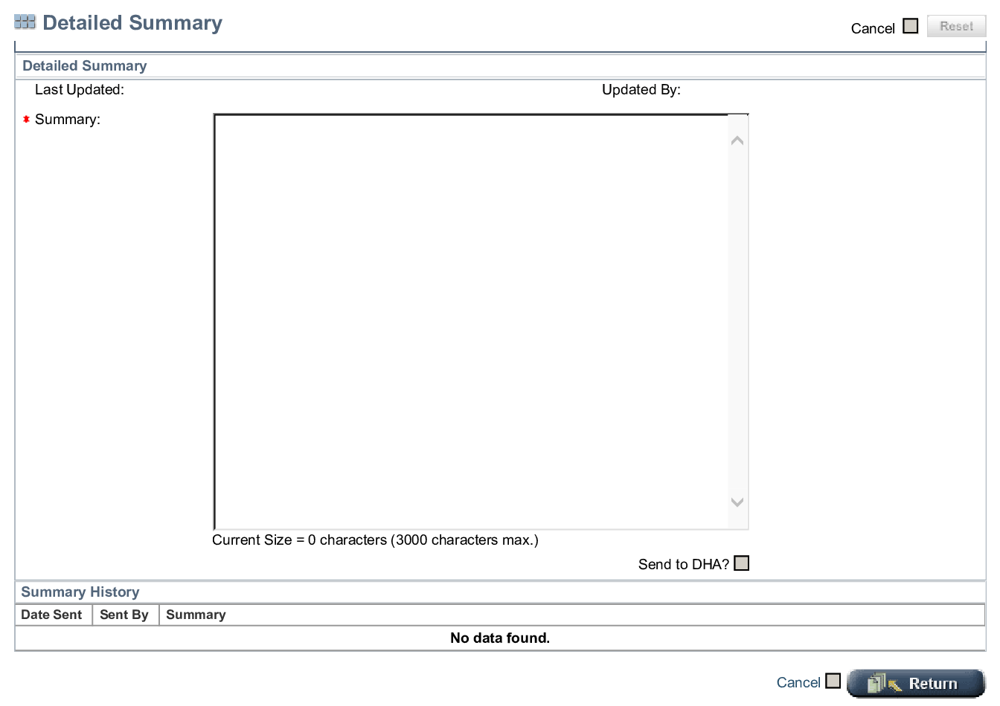 Detailed Summary
Cancel Reset
Detailed Summary
Last Updated: Updated By:
* Summary:
Current Size = 0 characters (3000 characters max.)
Send to DHA?
Summary History
Date Sent Sent By Summary
No data found.
Cancel Return